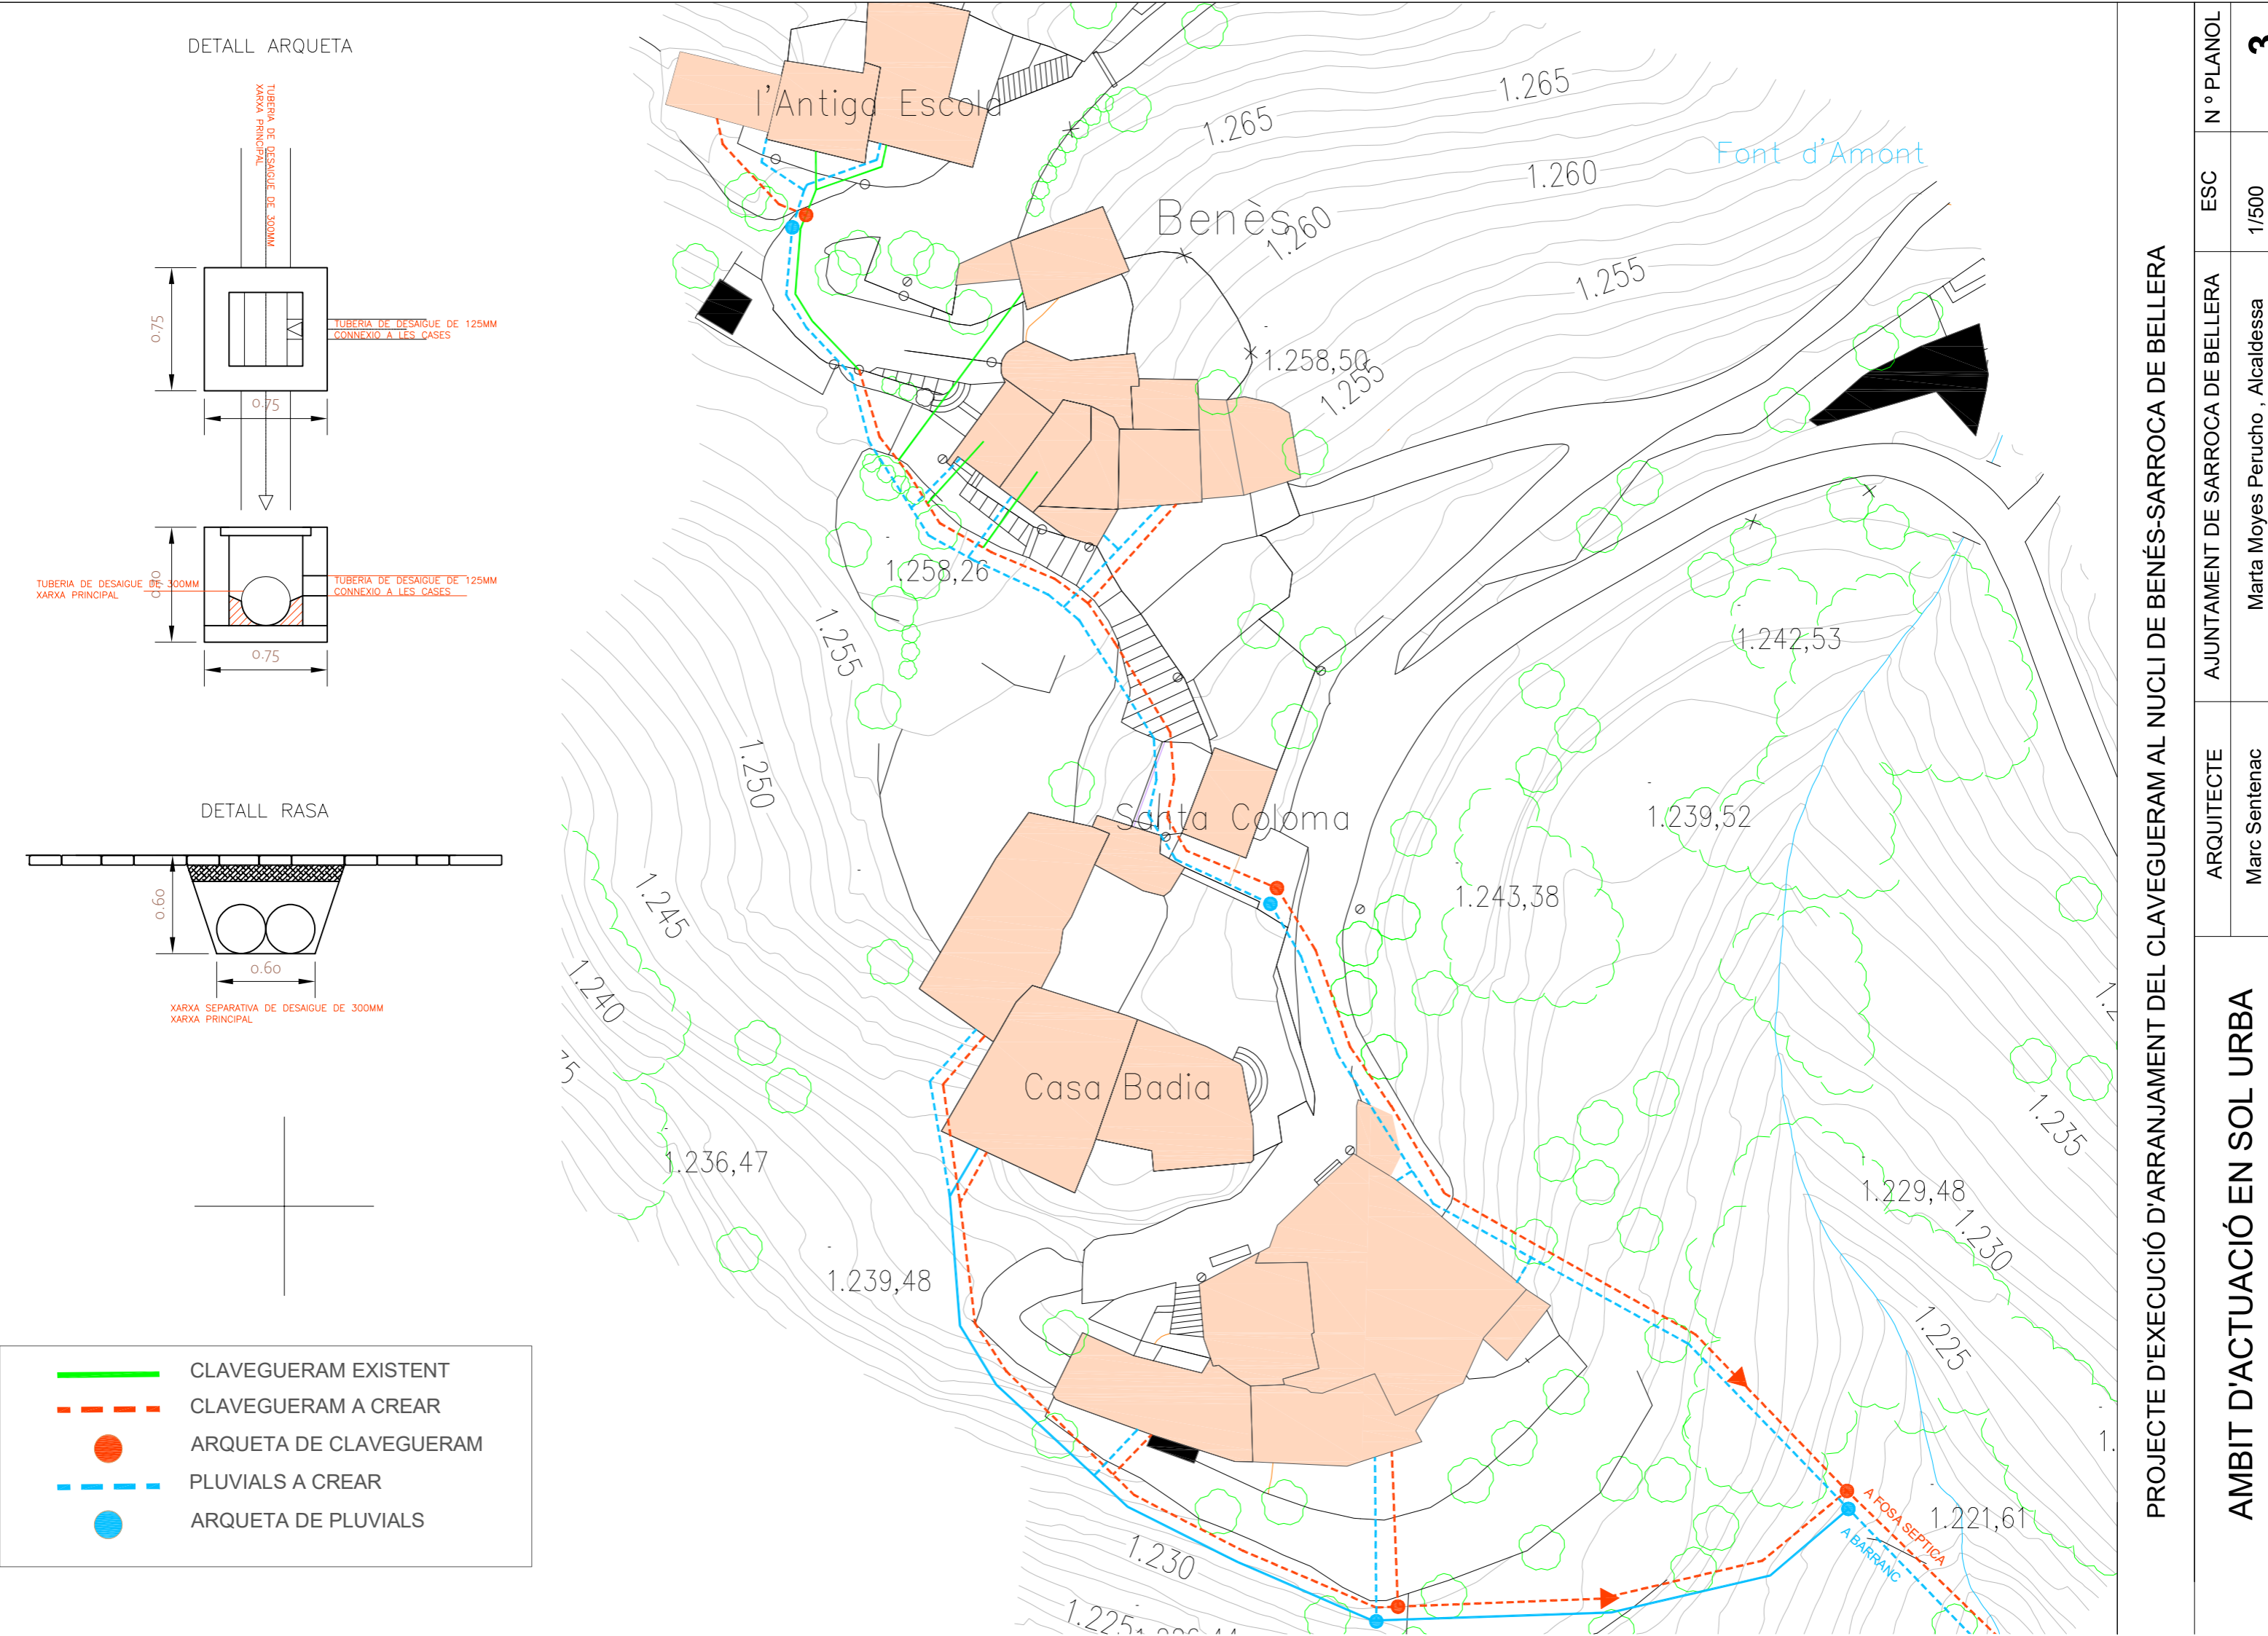 DETALL ARQUETA
TUBERIA DE DESAIGUE DE 300MM
XARXA PRINCIPAL
0.75
TUBERIA DE DESAIGUE DE 125MM
CONNEXIO A LES CASES
0.75
TUBERIA DE DESAIGUE DE 300MM
XARXA PRINCIPAL
TUBERIA DE DESAIGUE DE 125MM
CONNEXIO A LES CASES
0.75
DETALL RASA
0.60
0.60
XARXA SEPARATIVA DE DESAIGUE DE 300MM
XARXA PRINCIPAL
CLAVEGUERAM EXISTENT
CLAVEGUERAM A CREAR
ARQUETA DE CLAVEGUERAM
PLUVIALS A CREAR
ARQUETA DE PLUVIALS
l'Antiga Escola
1.265
1.265
Font d'Amont
1.260
Benès
1.260
1.255
1.258,50
1.255
1.258,26
1.255
1.242,53
1.250
Santa Coloma
1.239,52
1.243,38
1.245
1.240
Casa Badia
1.235
1.236,47
1.229,48
1.230
1.239,48
1.225
1.221,61
A FOSA SEPTICA
A BARRANC
1.230
1.225
PROJECTE D'EXECUCIÓ D'ARRANJAMENT DEL CLAVEGUERAM AL NUCLI DE BENÉS-SARROCA DE BELLERA
Nº PLANOL
3
ESC
1/500
AJUNTAMENT DE SARROCA DE BELLERA
Marta Moyes Perucho , Alcaldessa
ARQUITECTE
Marc Sentenac
AMBIT D'ACTUACIÓ EN SOL URBA